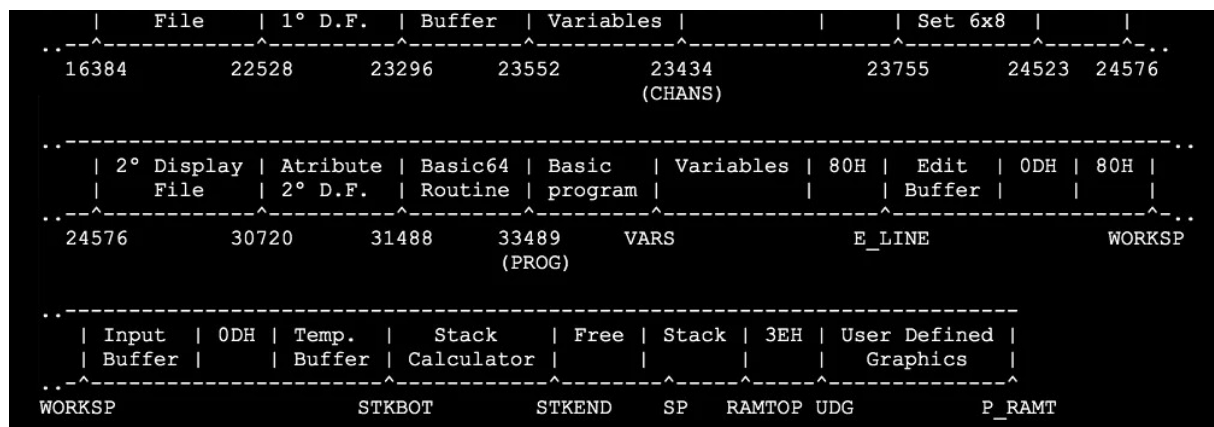 | File | 1° D.F. | Buffer | Variables | | | Set 6x8 | |
..--^-------------^-----------^----------^------------^------------------^-----------^-------^-..
16384 22528 23296 23552 23434 23755 24523 24576
(CHANS)
..-----------------------------------------------------------------------------------------------..
| 2° Display | Atribute | Basic64 | Basic | Variables | 80H | Edit | 0DH | 80H |
| File | 2° D.F. | Routine | program | | | Buffer | | |
..--^-------------^-----------^----------^----------^-------------------^----------------------^-..
24576 30720 31488 33489 VARS E_LINE WORKSP
(PROG)
..----------------------------------------------------------------------------------
| Input | 0DH | Temp. | Stack | Free | Stack | 3EH | User Defined |
| Buffer | | Buffer | Calculator | | | | Graphics |
..-^-------------------------^-------------^---------^------^------^---------------^
WORKSP STKBOT STKEND SP RAMTOP UDG P_RAMT